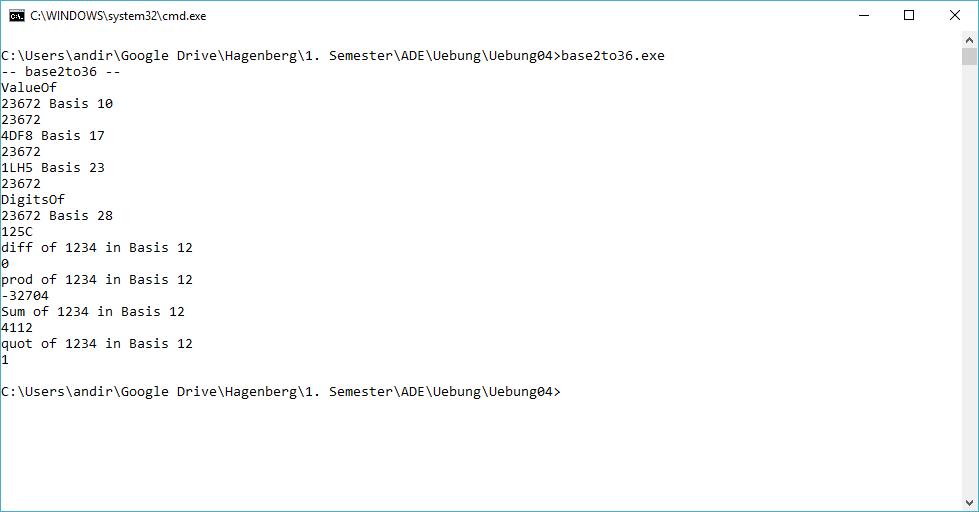 C:\WINDOWS\system32\cmd.exe
C:\Users\andir\Google Drive\Hagenberg\1. Semester\ADE\Uebung\Uebung04>base2to36.exe
-- base2to36 --
ValueOf
23672 Basis 10
23672
4DF8 Basis 17
23672
1LH5 Basis 23
23672
DigitsOf
23672 Basis 28
125C
diff of 1234 in Basis 12
0
prod of 1234 in Basis 12
-32704
Sum of 1234 in Basis 12
4112
quot of 1234 in Basis 12
1
C:\Users\andir\Google Drive\Hagenberg\1. Semester\ADE\Uebung\Uebung04>